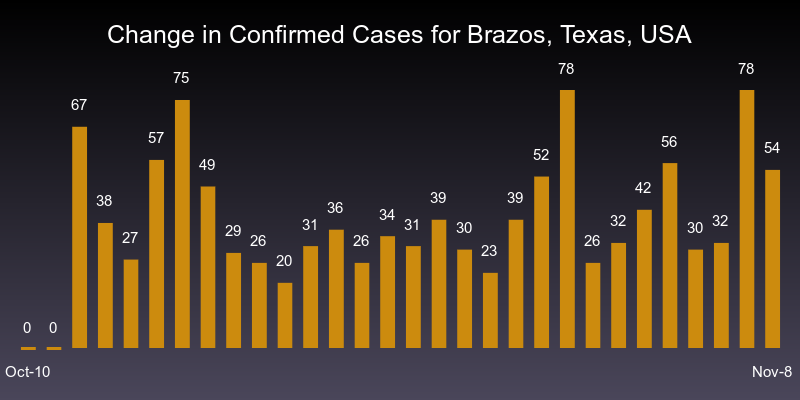 Change in Confirmed Cases for Brazos, Texas, USA
0 0 67 38 27 57 75 49 29 26 20 31 36 26 34 31 39 30 23 39 52 78 26 32 42 56 30 32 78 54
Oct-10 Nov-8